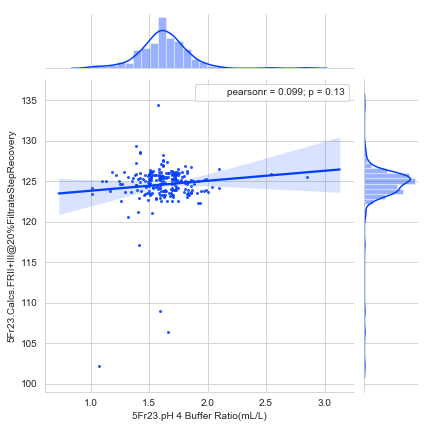 pearsonr = 0.099; p = 0.13
135
130
125
120
115
110
105
100
5Fr23.Calcs.FRII+III@20%FiltrateStepRecovery
1.0 1.5 2.0 2.5 3.0
5Fr23.pH 4 Buffer Ratio(mL/L)